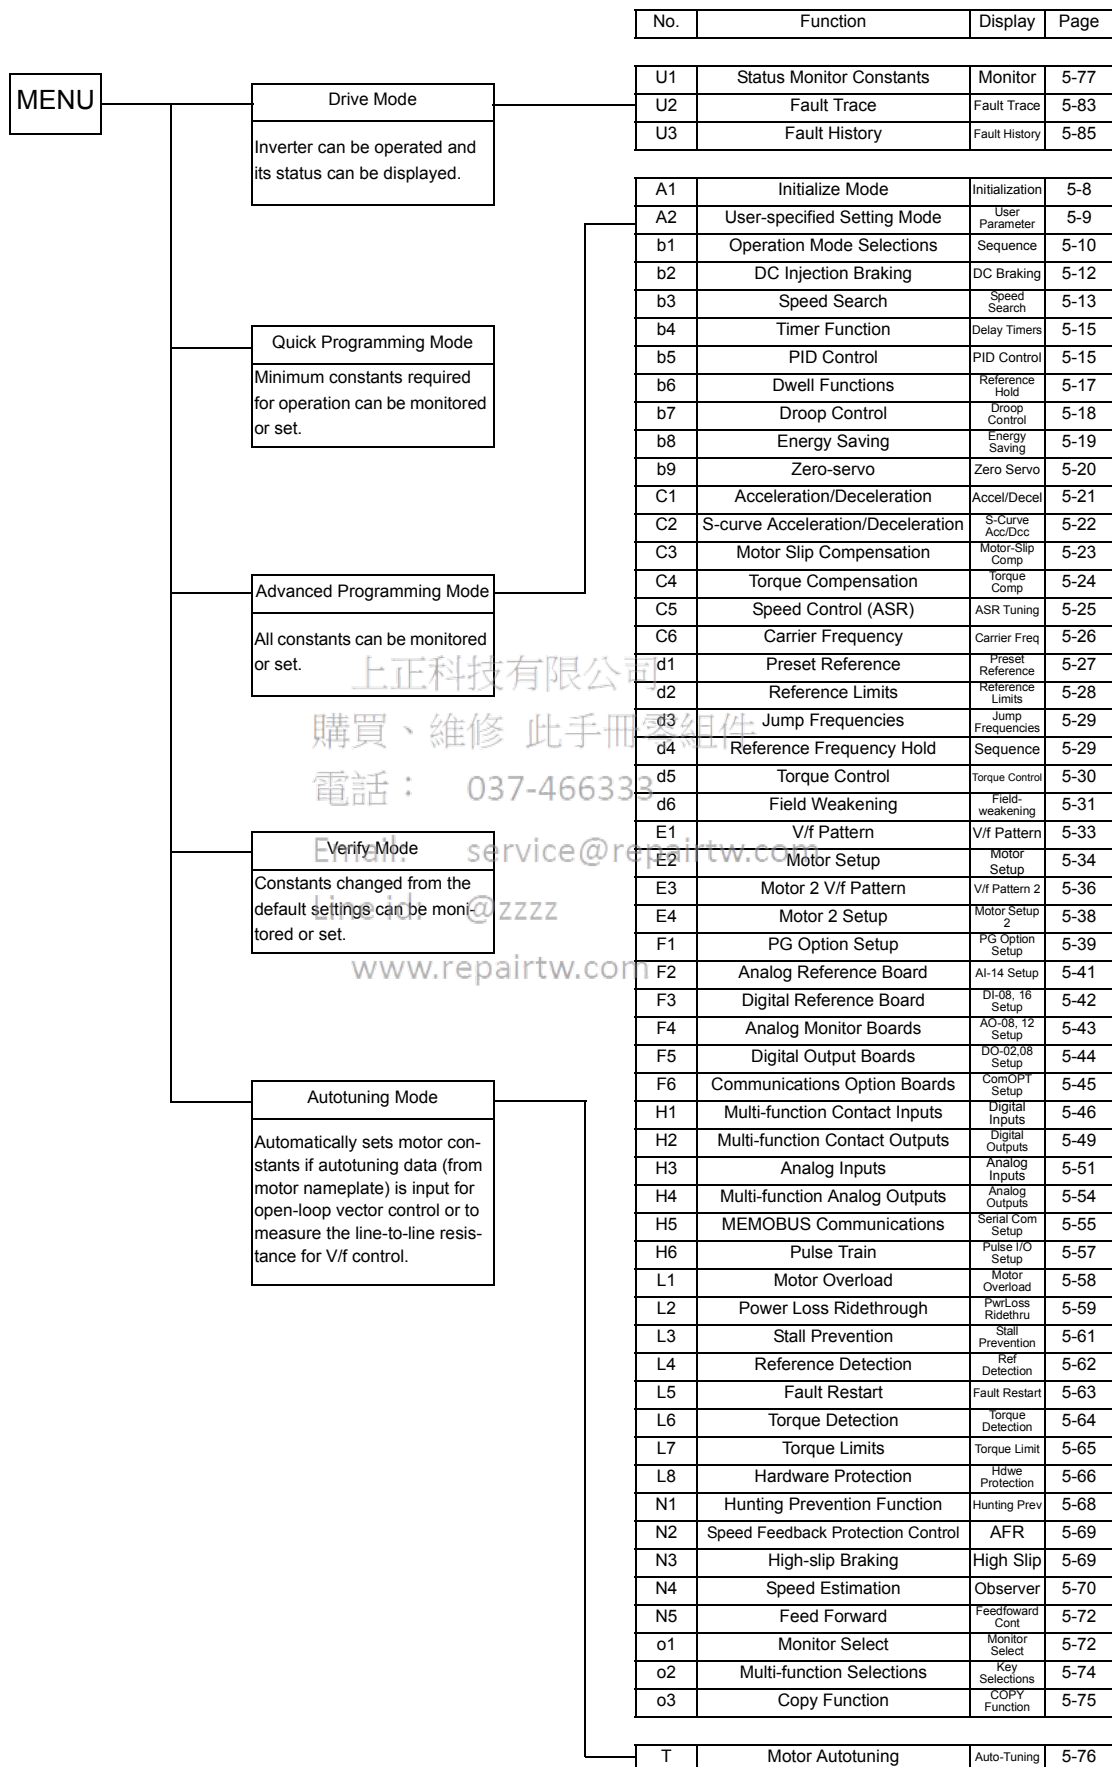 No. Function Display Page
MENU
Drive Mode
Inverter can be operated and
its status can be displayed.
Quick Programming Mode
Minimum constants required
for operation can be monitored
or set.
Advanced Programming Mode
All constants can be monitored
or set.
Verify Mode
Constants changed from the
default settings can be moni-
tored or set.
Autotuning Mode
Automatically sets motor con-
stants if autotuning data (from
motor nameplate) is input for
open-loop vector control or to
measure the line-to-line resis-
tance for V/f control.
U1 Status Monitor Constants Monitor 5-77
U2 Fault Trace Fault Trace 5-83
U3 Fault History Fault History 5-85
A1 Initialize Mode Initialization 5-8
A2 User-specified Setting Mode User Parameter 5-9
b1 Operation Mode Selections Sequence 5-10
b2 DC Injection Braking DC Braking 5-12
b3 Speed Search Speed Search 5-13
b4 Timer Function Delay Timers 5-15
b5 PID Control PID Control 5-15
b6 Dwell Functions Reference Hold 5-17
b7 Droop Control Droop Control 5-18
b8 Energy Saving Energy Saving 5-19
b9 Zero-servo Zero Servo 5-20
C1 Acceleration/Deceleration Accel/Decel 5-21
C2 S-curve Acceleration/Deceleration S-Curve Acc/Dcc 5-22
C3 Motor Slip Compensation Motor-Slip Comp 5-23
C4 Torque Compensation Torque Comp 5-24
C5 Speed Control (ASR) ASR Tuning 5-25
C6 Carrier Frequency Carrier Freq 5-26
d1 Preset Reference Preset Reference 5-27
d2 Reference Limits Reference Limits 5-28
d3 Jump Frequencies Jump Frequencies 5-29
d4 Reference Frequency Hold Sequence 5-29
d5 Torque Control Torque Control 5-30
d6 Field Weakening Field-weakening 5-31
E1 V/f Pattern V/f Pattern 5-33
E2 Motor Setup Motor Setup 5-34
E3 Motor 2 V/f Pattern V/f Pattern 2 5-36
E4 Motor 2 Setup Motor Setup 2 5-38
F1 PG Option Setup PG Option Setup 5-39
F2 Analog Reference Board AI-14 Setup 5-41
F3 Digital Reference Board DI-08, 16 Setup 5-42
F4 Analog Monitor Boards AO-08, 12 Setup 5-43
F5 Digital Output Boards DO-02,08 Setup 5-44
F6 Communications Option Boards ComOPT Setup 5-45
H1 Multi-function Contact Inputs Digital Inputs 5-46
H2 Multi-function Contact Outputs Digital Outputs 5-49
H3 Analog Inputs Analog Inputs 5-51
H4 Multi-function Analog Outputs Analog Outputs 5-54
H5 MEMOBUS Communications Serial Com Setup 5-55
H6 Pulse Train Pulse I/O Setup 5-57
L1 Motor Overload Motor Overload 5-58
L2 Power Loss Ridethrough PwrLoss Ridethru 5-59
L3 Stall Prevention Stall Prevention 5-61
L4 Reference Detection Ref Detection 5-62
L5 Fault Restart Fault Restart 5-63
L6 Torque Detection Torque Detection 5-64
L7 Torque Limits Torque Limit 5-65
L8 Hardware Protection Hdwe Protection 5-66
N1 Hunting Prevention Function Hunting Prev 5-68
N2 Speed Feedback Protection Control AFR 5-69
N3 High-slip Braking High Slip 5-69
N4 Speed Estimation Observer 5-70
N5 Feed Forward Feedfoward Cont 5-72
o1 Monitor Select Monitor Select 5-72
o2 Multi-function Selections Key Selections 5-74
o3 Copy Function COPY Function 5-75
T Motor Autotuning Auto-Tuning 5-76
上正科技有限公司
購買、維修 此手冊零組件
電話： 037-466333
Email: service@repairtw.com
Line id: @zzzz
www.repairtw.com